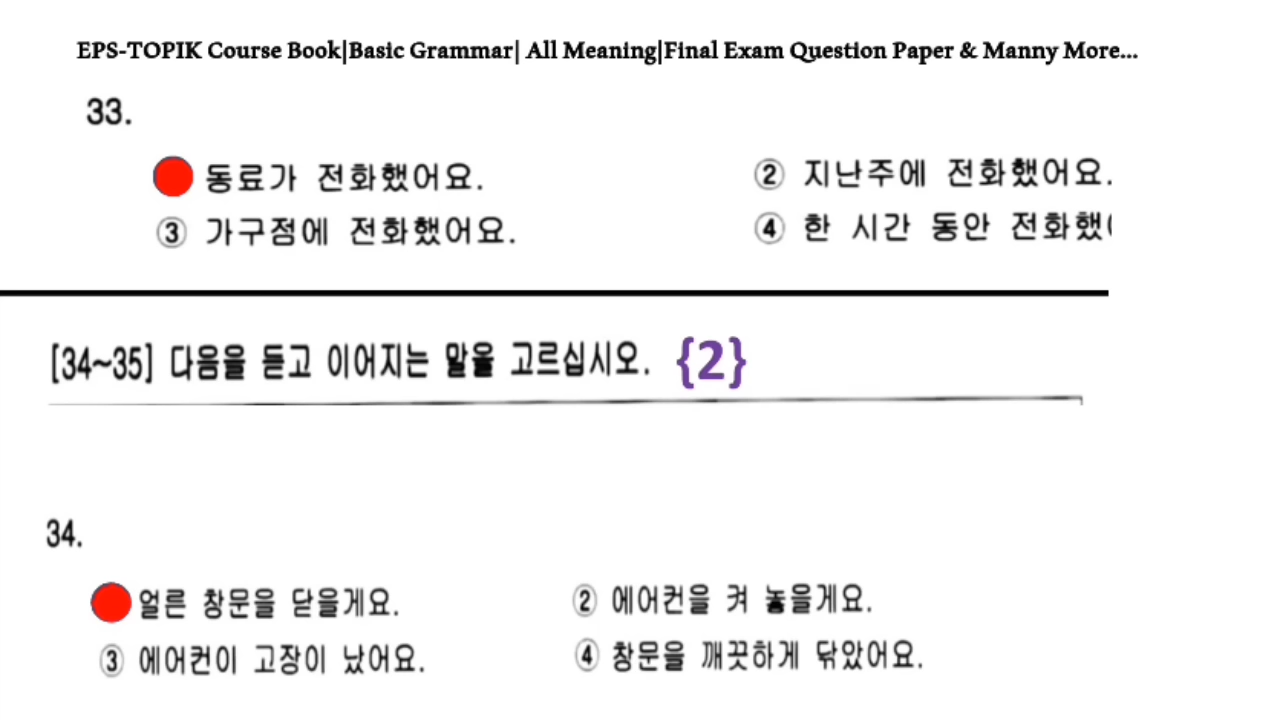 EPS-TOPIK Course Book|Basic Grammar| All Meaning|Final Exam Question Paper & Manny More...
33.
동료가 전화했어요. ② 지난주에 전화했어요.
③ 가구점에 전화했어요. ④ 한 시간 동안 전화했
[34~35] 다음을 듣고 이어지는 말을 고르십시오. {2}
34.
얼른 창문을 닫을게요. ② 에어컨을 켜 놓을게요.
③ 에어컨이 고장이 났어요. ④ 창문을 깨끗하게 닦았어요.